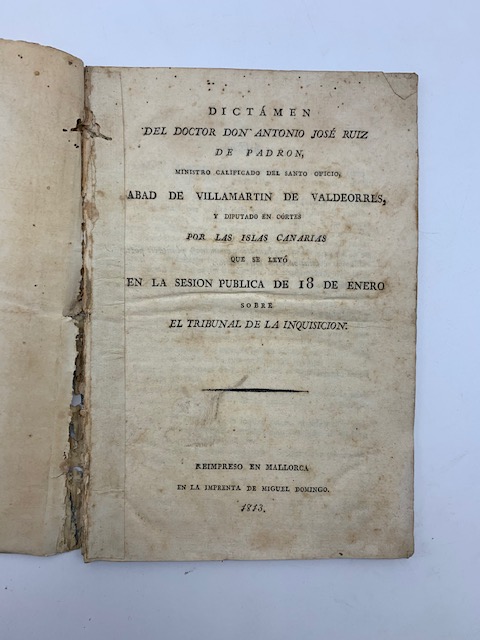 DICTÁMEN
DEL DOCTOR DON ANTONIO JOSÉ RUIZ
DE PADRON,
MINISTRO CALIFICADO DEL SANTO OFICIO,
ABAD DE VILLAMARTIN DE VALDEORRES,
Y DIPUTADO EN CÓRTES
POR LAS ISLAS CANARIAS
QUE SE LEYÓ
EN LA SESION PUBLICA DE 18 DE ENERO
SOBRE
EL TRIBUNAL DE LA INQUISICION.
REIMPRESO EN MALLORCA
EN LA IMPRENTA DE MIGUEL DOMINGO.
1813.